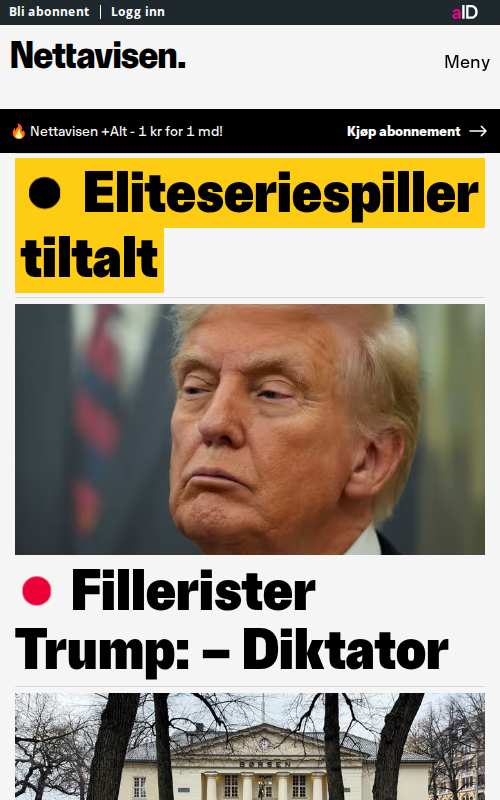 Bli abonnent | Logg inn
aID
Nettavisen.
Meny
🔥 Nettavisen +Alt - 1 kr for 1 md!
Kjøp abonnement →
Eliteseriespiller
tiltalt
Fillerister
Trump: – Diktator
BØRSEN